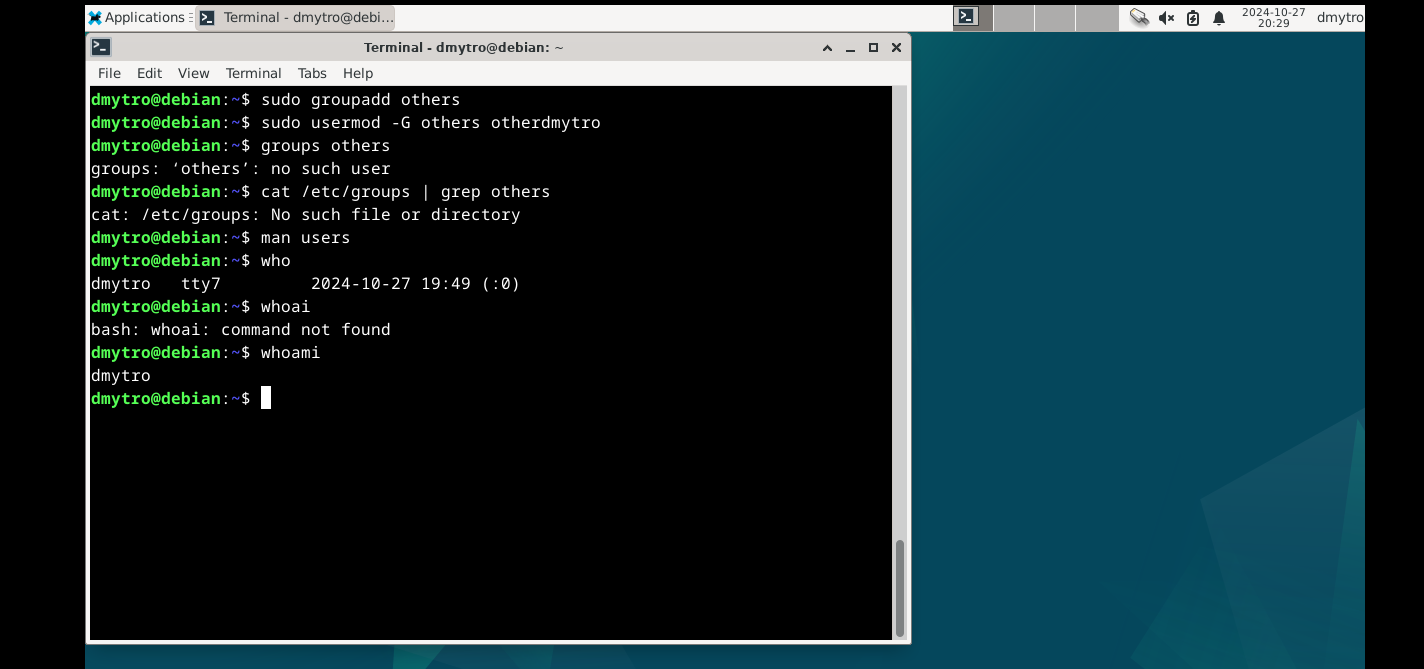 Applications Terminal - dmytro@debi... 2024-10-27 dmytro
20:29
Terminal - dmytro@debian: ~
File Edit View Terminal Tabs Help
dmytro@debian:~$ sudo groupadd others
dmytro@debian:~$ sudo usermod -G others otherdmytro
dmytro@debian:~$ groups others
groups: ‘others’: no such user
dmytro@debian:~$ cat /etc/groups | grep others
cat: /etc/groups: No such file or directory
dmytro@debian:~$ man users
dmytro@debian:~$ who
dmytro   tty7         2024-10-27 19:49 (:0)
dmytro@debian:~$ whoai
bash: whoai: command not found
dmytro@debian:~$ whoami
dmytro
dmytro@debian:~$